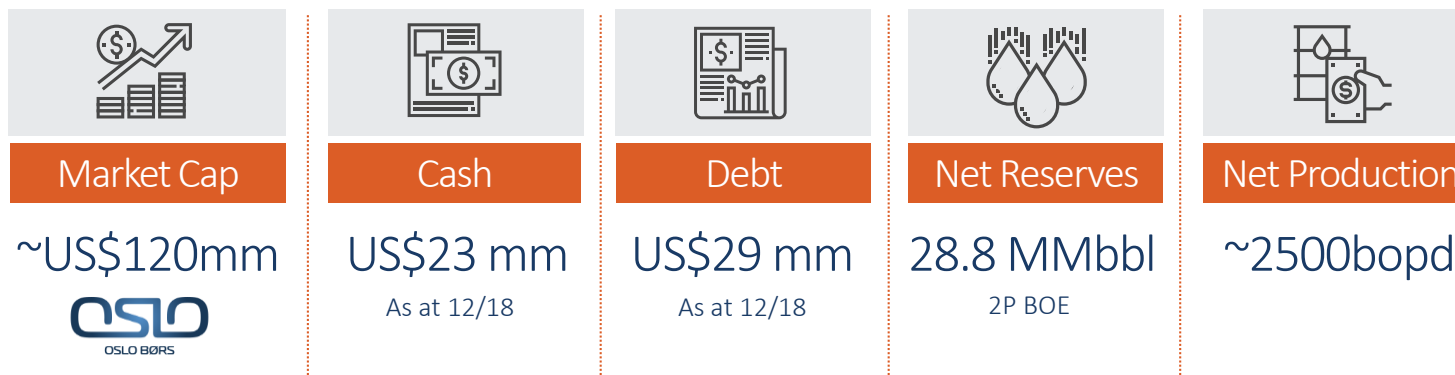 Market Cap
~US$120mm
OSLO
OSLO BØRS
Cash
US$23 mm
As at 12/18
Debt
US$29 mm
As at 12/18
Net Reserves
28.8 MMbbl
2P BOE
Net Production
~2500bopd